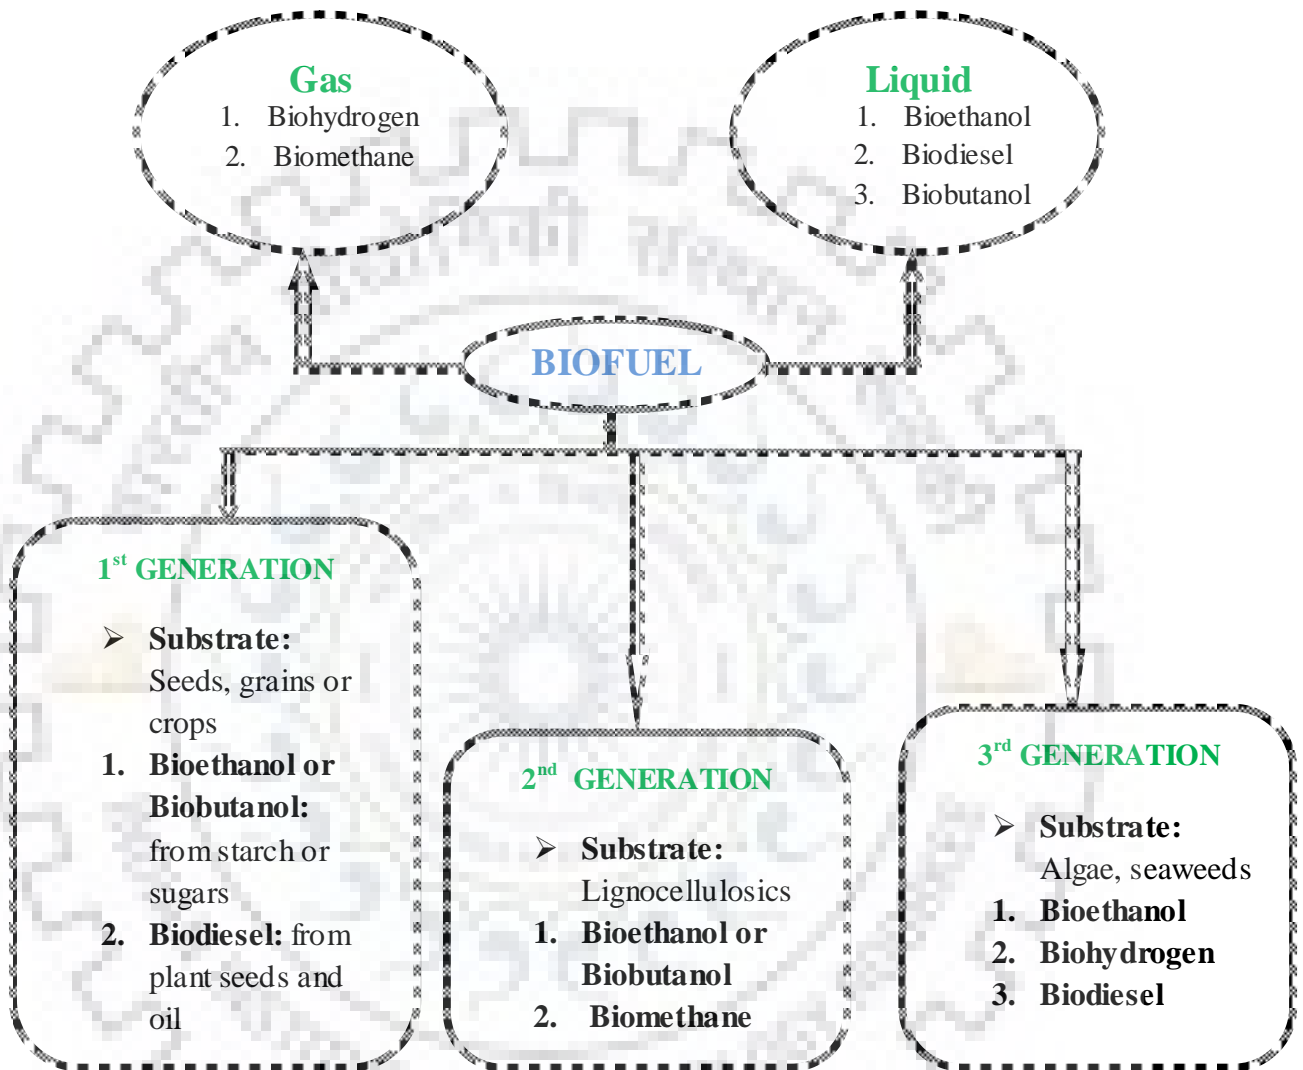 Gas
1. Biohydrogen
2. Biomethane
Liquid
1. Bioethanol
2. Biodiesel
3. Biobutanol
BIOFUEL
1st GENERATION
➢ Substrate:
Seeds, grains or
crops
1. Bioethanol or
Biobutanol:
from starch or
sugars
2. Biodiesel: from
plant seeds and
oil
2nd GENERATION
➢ Substrate:
Lignocellulosics
1. Bioethanol or
Biobutanol
2. Biomethane
3rd GENERATION
➢ Substrate:
Algae, seaweeds
1. Bioethanol
2. Biohydrogen
3. Biodiesel